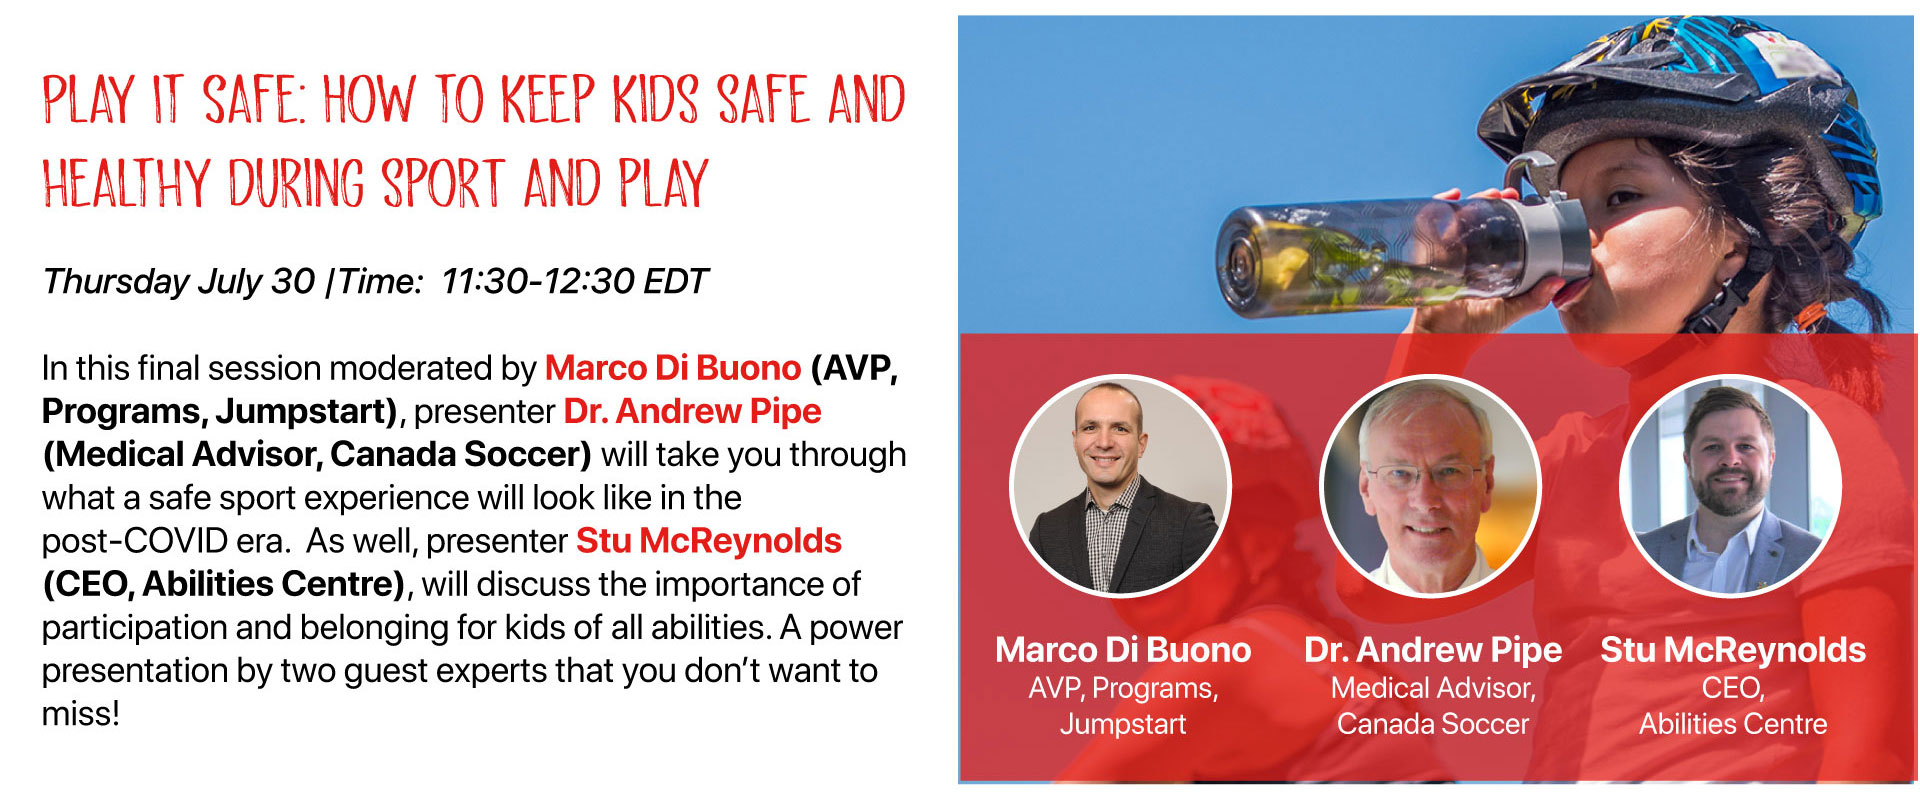 PLAY IT SAFE: HOW TO KEEP KIDS SAFE AND
HEALTHY DURING SPORT AND PLAY
Thursday July 30 | Time:  11:30-12:30 EDT
In this final session moderated by Marco Di Buono (AVP,
Programs, Jumpstart), presenter Dr. Andrew Pipe
(Medical Advisor, Canada Soccer) will take you through
what a safe sport experience will look like in the
post-COVID era.  As well, presenter Stu McReynolds
(CEO, Abilities Centre), will discuss the importance of
participation and belonging for kids of all abilities. A power
presentation by two guest experts that you don’t want to
miss!
Marco Di Buono
AVP, Programs,
Jumpstart
Dr. Andrew Pipe
Medical Advisor,
Canada Soccer
Stu McReynolds
CEO,
Abilities Centre